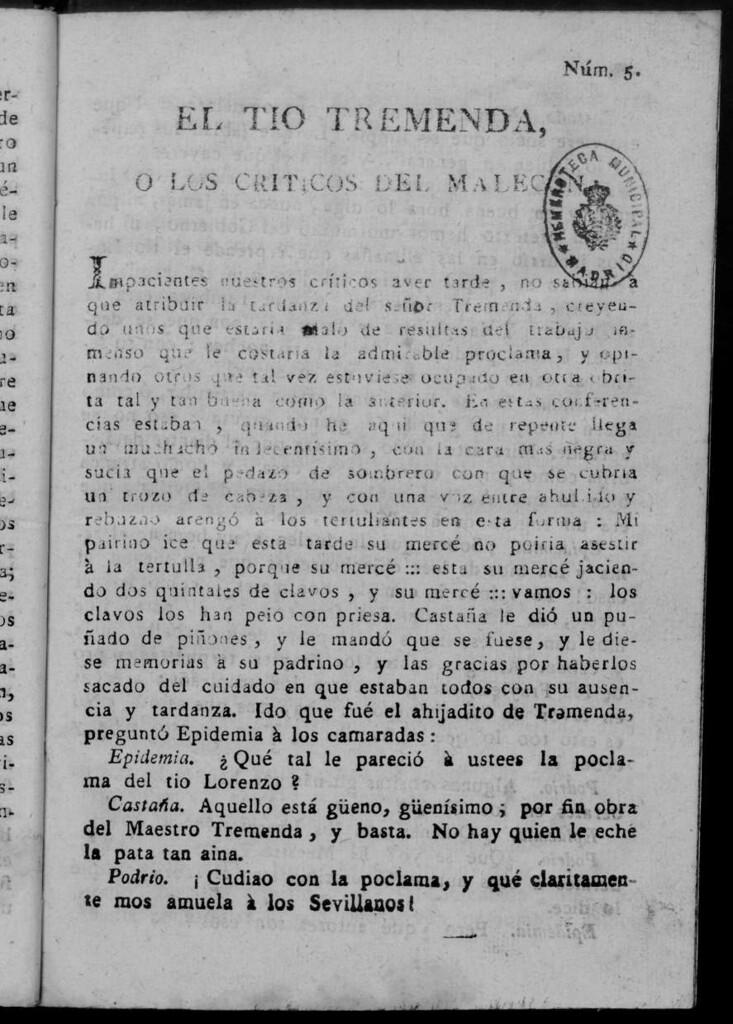 Núm. 5.
EL TIO TREMENDA,
O LOS CRITICOS DEL MALECON.
HEMEROTECA MUNICIPAL
MADRID
Impacientes nuestros críticos ayer tarde, no sabian à
que atribuir la tardanza del señor Tremenda, creyen-
do unos que estaria malo de resultas del trabajo in-
menso que le costaria la admirable proclama, y opi-
nando otros que tal vez estuviese ocupado en otra obri-
ta tal y tan buena como la anterior. En estas conferen-
cias estaban, quando he aqui que de repente llega
un muchacho indecentísimo, con la cara mas negra y
sucia que el pedazo de sombrero con que se cubria
un trozo de cabeza, y con una voz entre ahullido y
rebuzno arengó à los tertuliantes en esta forma : Mi
pairino ice que esta tarde su mercé no poiria asestir
à la tertulla, porque su mercé ::: esta su mercé jacien-
do dos quintales de clavos, y su mercé ::: vamos : los
clavos los han peio con priesa. Castaña le dió un pu-
ñado de piñones, y le mandó que se fuese, y le die-
se memorias à su padrino, y las gracias por haberlos
sacado del cuidado en que estaban todos con su ausen-
cia y tardanza. Ido que fué el ahijadito de Tremenda,
preguntó Epidemia à los camaradas :
Epidemia. ¿Qué tal le pareció à ustees la pocla-
ma del tio Lorenzo ?
Castaña. Aquello está güeno, güenísimo ; por fin obra
del Maestro Tremenda, y basta. No hay quien le eche
la pata tan aina.
Podrio. ¡Cudiao con la poclama, y qué claritamen-
te mos amuela à los Sevillanos!